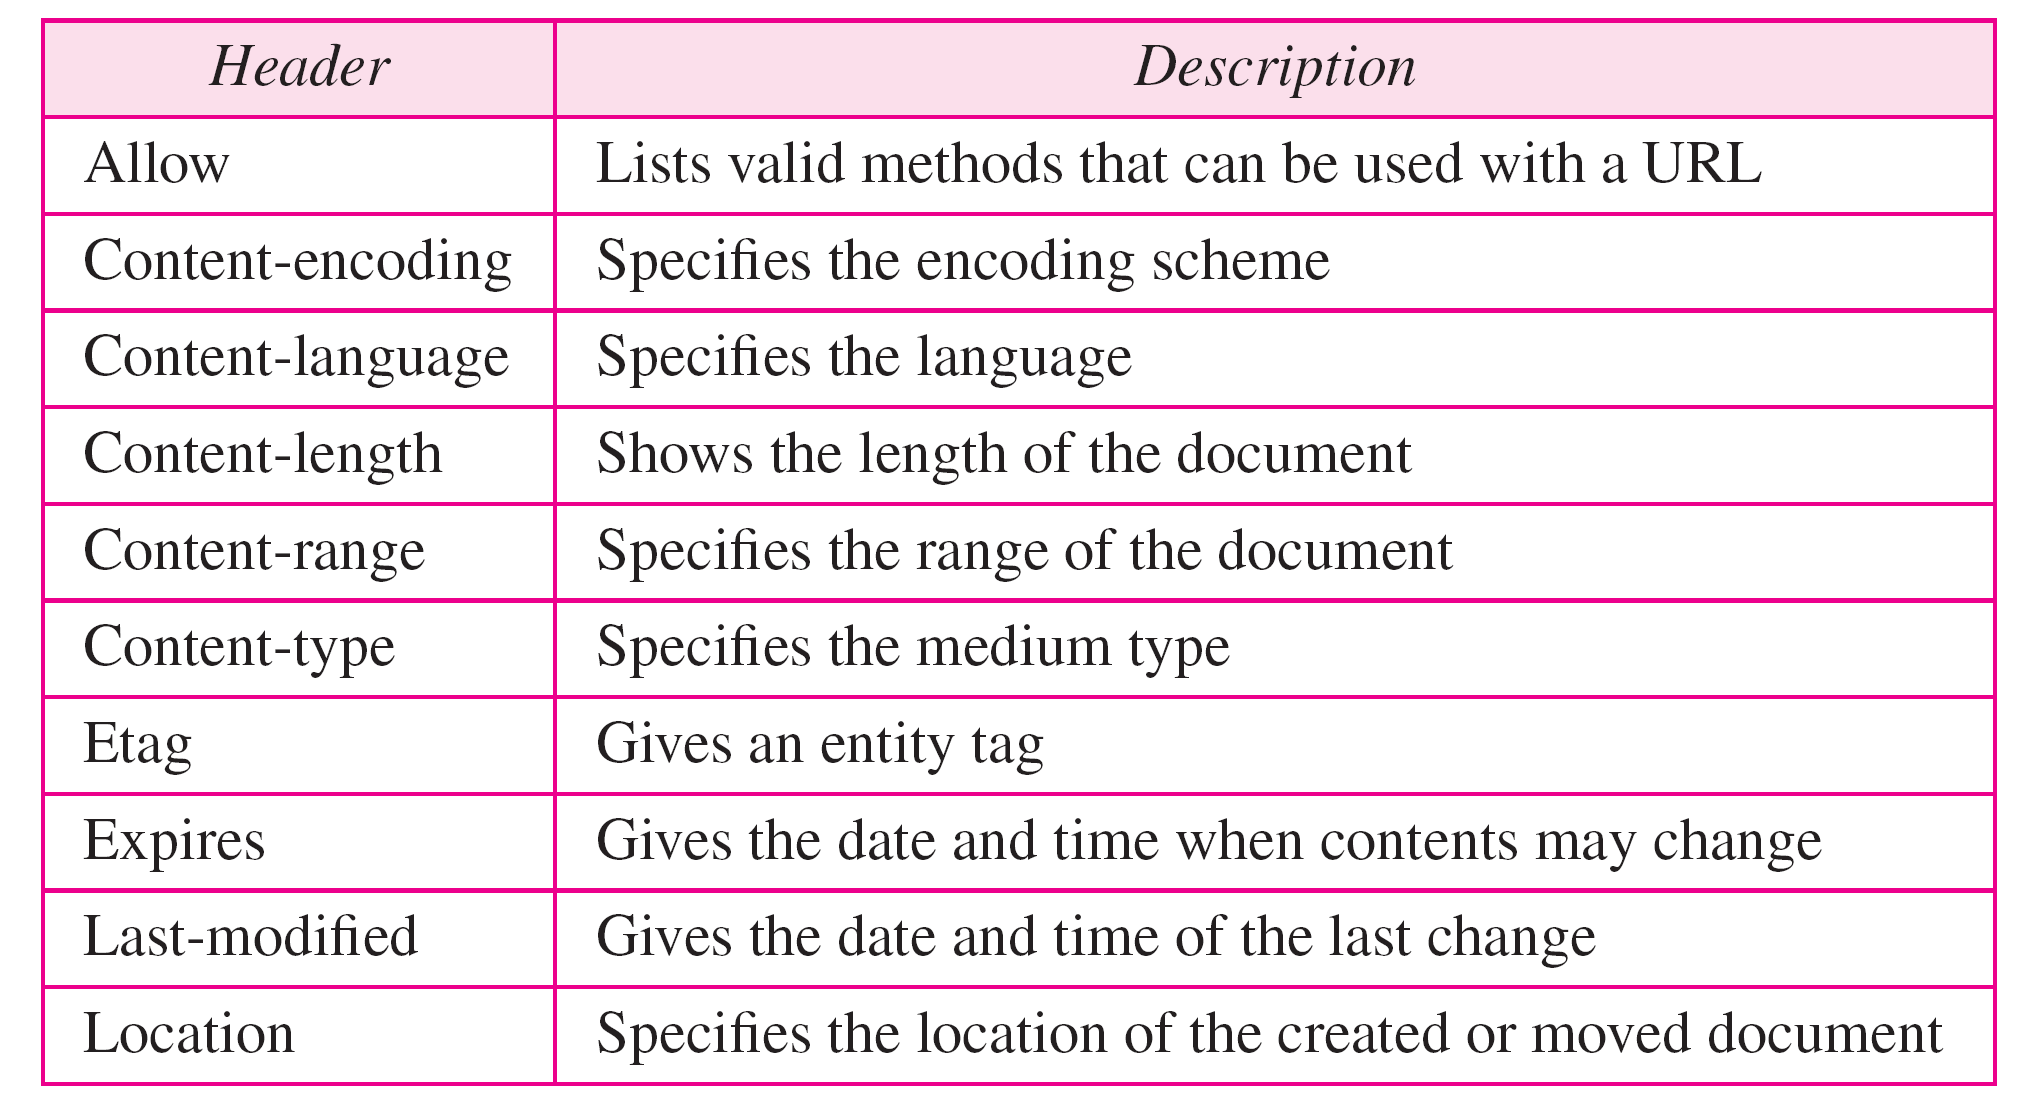 Header Description
Allow Lists valid methods that can be used with a URL
Content-encoding Specifies the encoding scheme
Content-language Specifies the language
Content-length Shows the length of the document
Content-range Specifies the range of the document
Content-type Specifies the medium type
Etag Gives an entity tag
Expires Gives the date and time when contents may change
Last-modified Gives the date and time of the last change
Location Specifies the location of the created or moved document